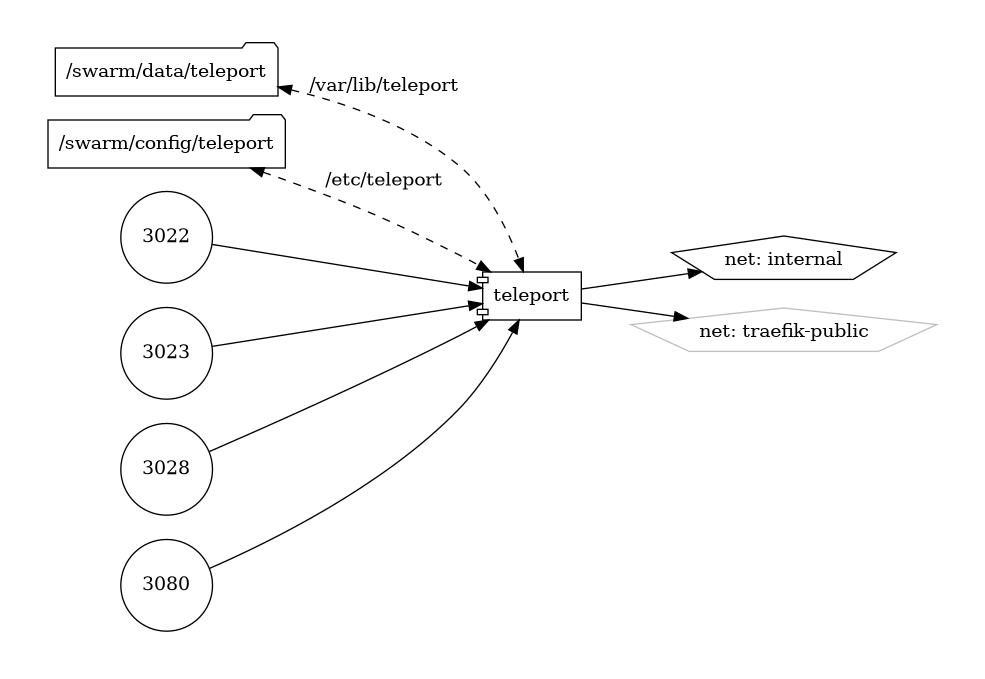 /swarm/data/teleport
/var/lib/teleport
/swarm/config/teleport
/etc/teleport
3022
net: internal
teleport
net: traefik-public
3023
3028
3080